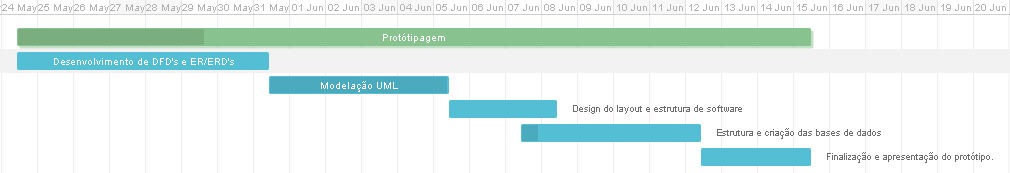 24 May 25 May 26 May 27 May 28 May 29 May 30 May 31 May 01 Jun 02 Jun 03 Jun 04 Jun 05 Jun 06 Jun 07 Jun 08 Jun 09 Jun 10 Jun 11 Jun 12 Jun 13 Jun 14 Jun 15 Jun 16 Jun 17 Jun 18 Jun 19 Jun 20 Jun
Protótipagem
Desenvolvimento de DFD's e ER/ERD's
Modelação UML
Design do layout e estrutura de software
Estrutura e criação das bases de dados
Finalização e apresentação do protótipo.